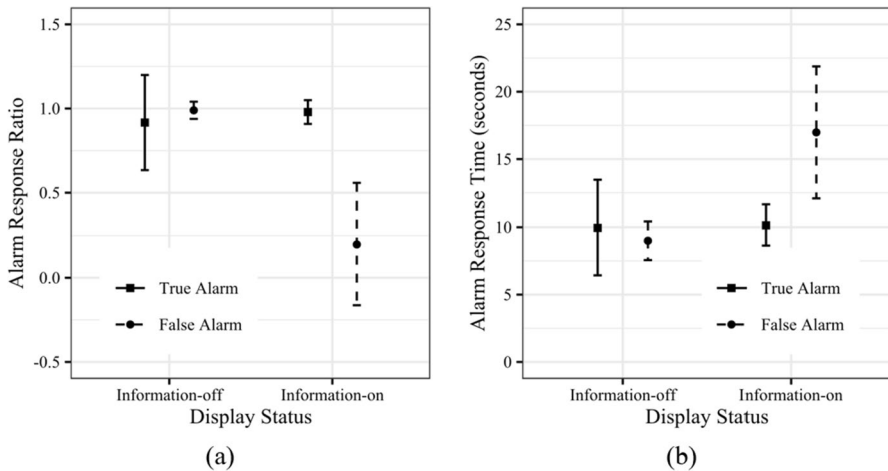 1.5
1.0
0.5
0.0
-0.5
Alarm Response Ratio
True Alarm
False Alarm
Information-off
Information-on
Display Status
(a)
25
20
15
10
5
0
Alarm Response Time (seconds)
True Alarm
False Alarm
Information-off
Information-on
Display Status
(b)